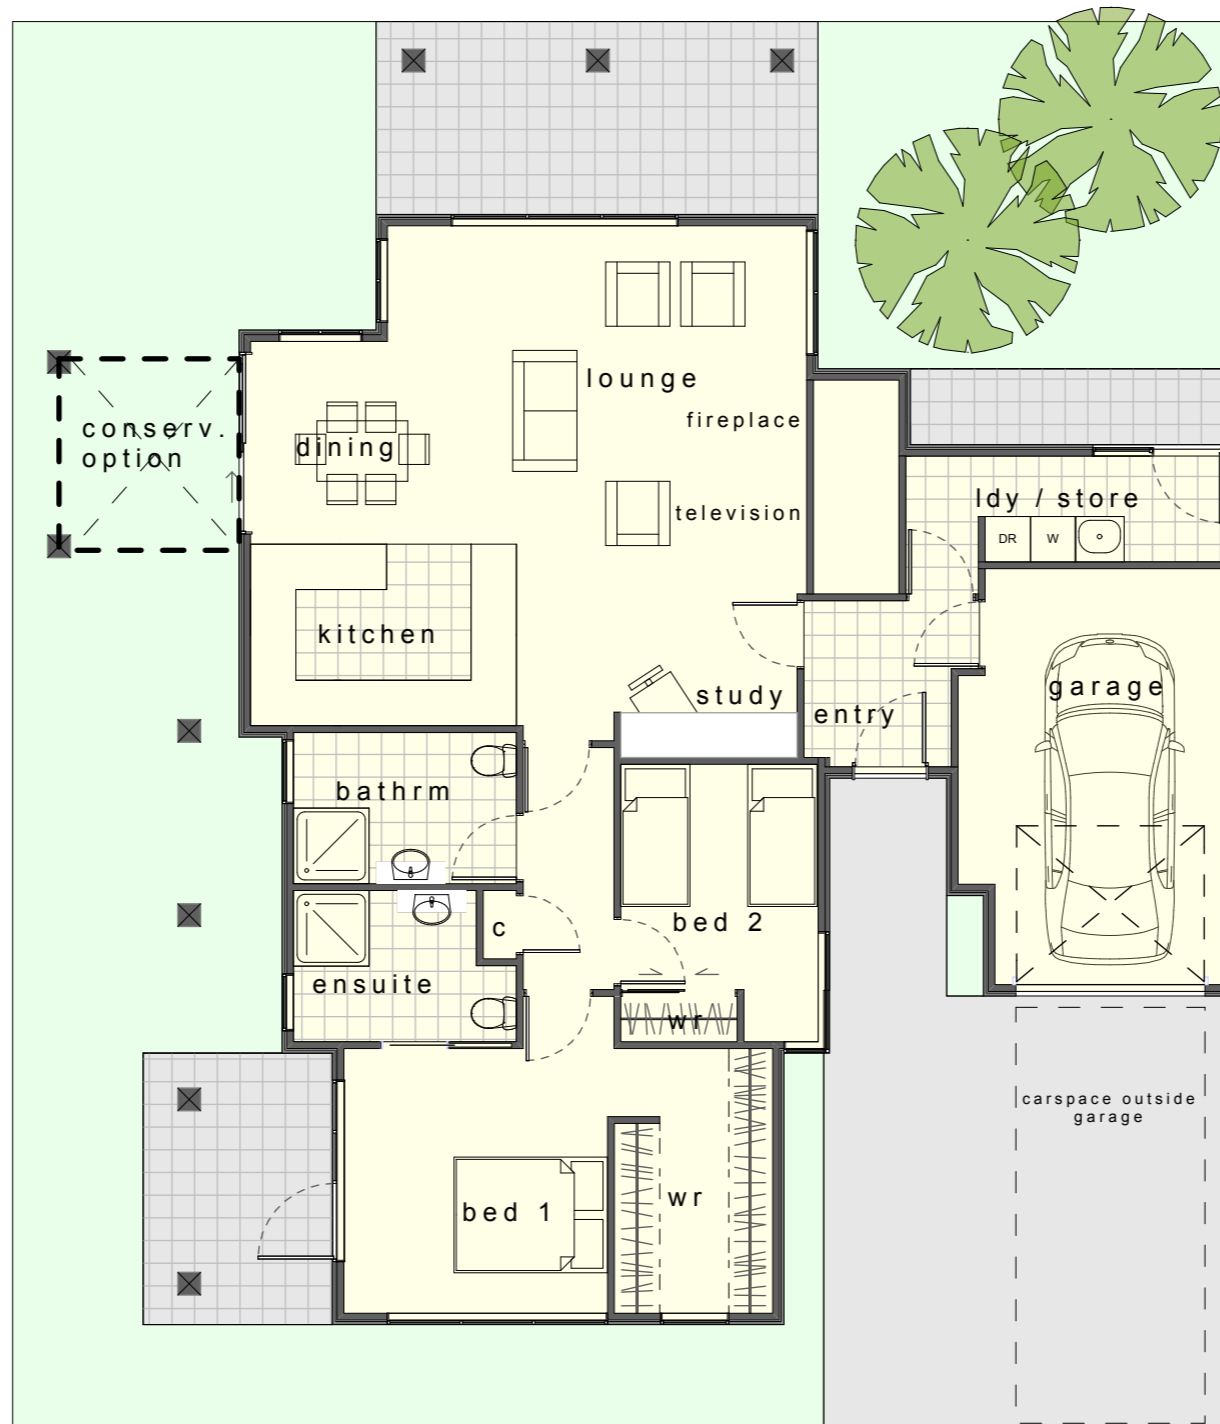 lounge
fireplace
conserv.
option
dining
television
ldy / store
DR
W
kitchen
study
entry
garage
bathrm
bed 2
c
ensuite
wr
carspace outside
garage
bed 1
wr